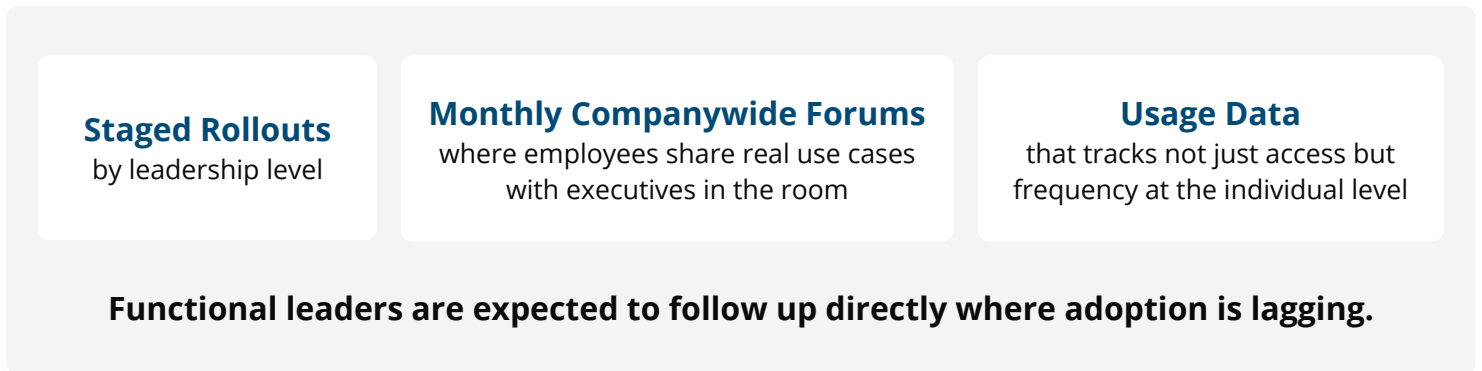 Staged Rollouts
by leadership level
Monthly Companywide Forums
where employees share real use cases
with executives in the room
Usage Data
that tracks not just access but
frequency at the individual level
Functional leaders are expected to follow up directly where adoption is lagging.